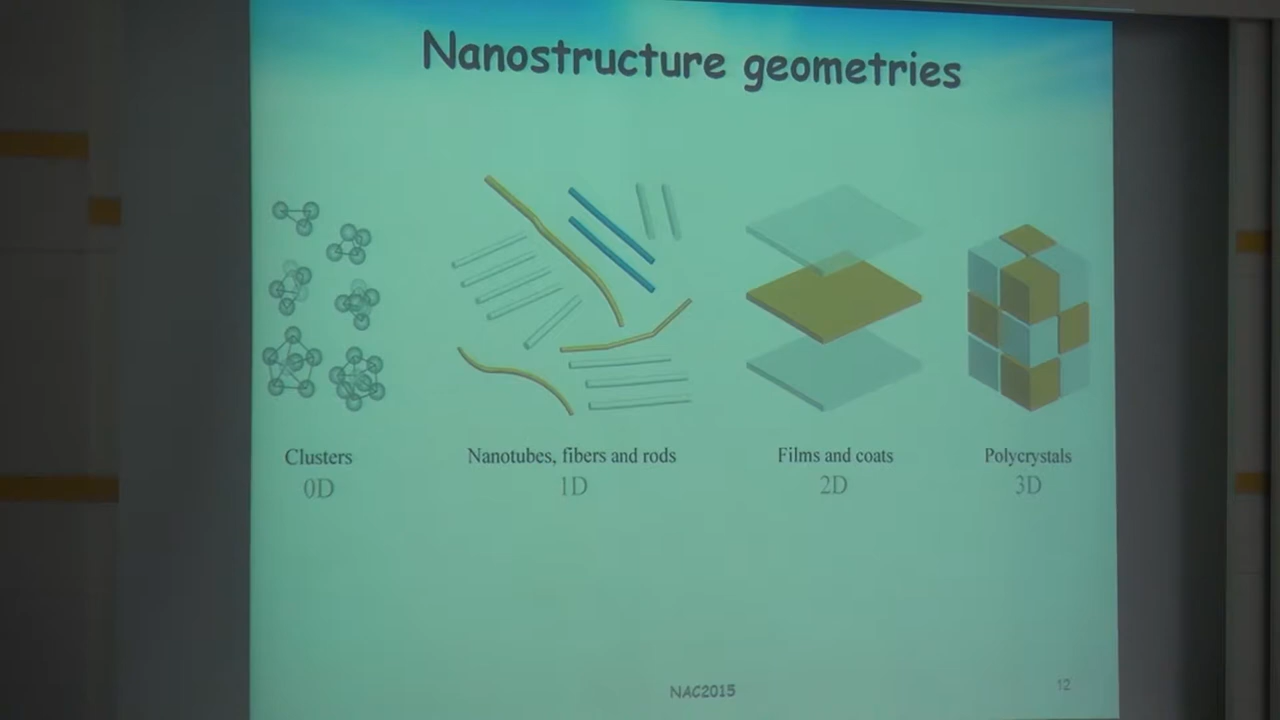 Nanostructure geometries
Clusters
0D
Nanotubes, fibers and rods
1D
Films and coats
2D
Polycrystals
3D
NAC2015
12